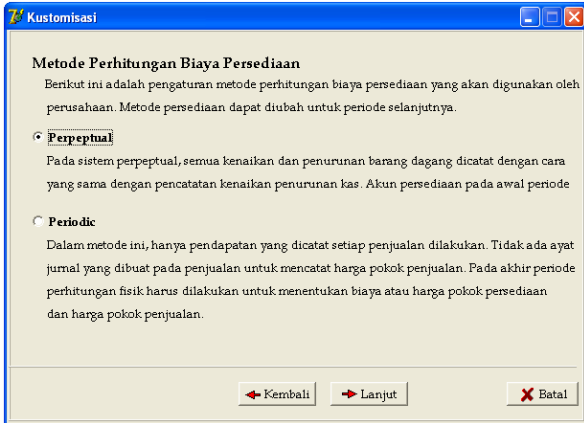 Kustomisasi
Metode Perhitungan Biaya Persediaan
Berikut ini adalah pengaturan metode perhitungan biaya persediaan yang akan digunakan oleh
perusahaan. Metode persediaan dapat diubah untuk periode selanjutnya.
Perpeptual
Pada sistem perpeptual, semua kenaikan dan penurunan barang dagang dicatat dengan cara
yang sama dengan pencatatan kenaikan penurunan kas. Akun persediaan pada awal periode
Periodic
Dalam metode ini, hanya pendapatan yang dicatat setiap penjualan dilakukan. Tidak ada ayat
jurnal yang dibuat pada penjualan untuk mencatat harga pokok penjualan. Pada akhir periode
perhitungan fisik harus dilakukan untuk menentukan biaya atau harga pokok persediaan
dan harga pokok penjualan.
Kembali Lanjut Batal